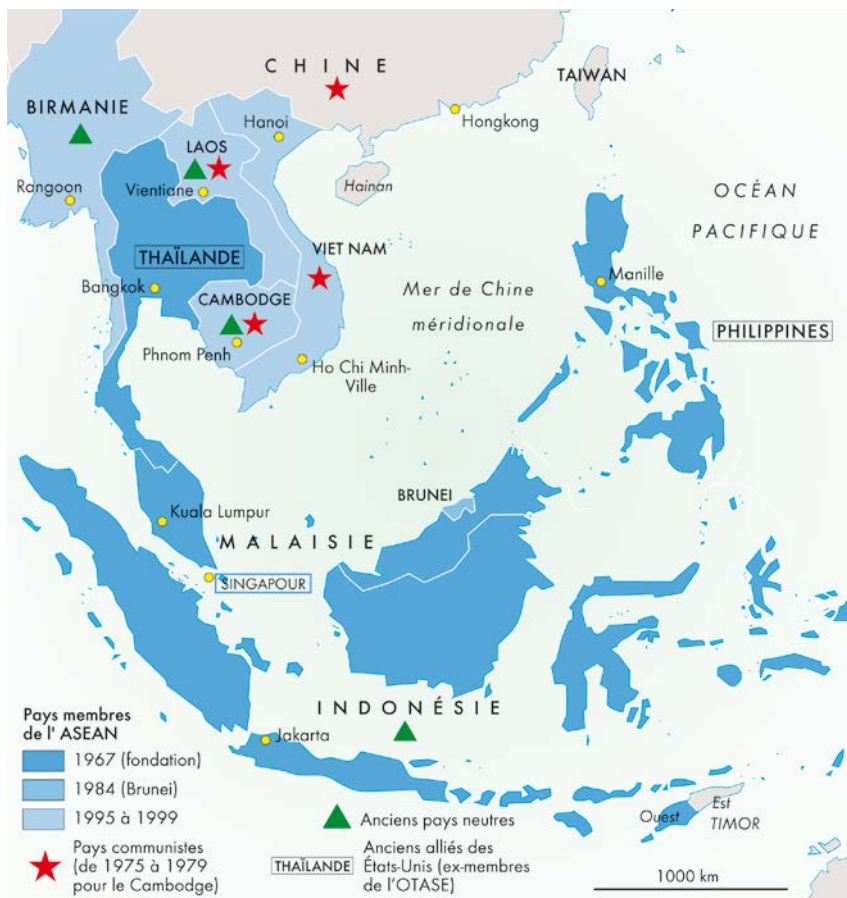 CHINE
TAIWAN
BIRMANIE
Hanoi
Hongkong
LAOS
Rangoon
Vientiane
Hainan
OCÉAN
PACIFIQUE
THAÏLANDE
VIET NAM
Bangkok
CAMBODGE
Mer de Chine
méridionale
Manille
PHILIPPINES
Phnom Penh
Ho Chi Minh-
Ville
BRUNEI
Kuala Lumpur
MALAISIE
SINGAPOUR
INDONÉSIE
Jakarta
Ouest
Est
TIMOR
Pays membres
de l' ASEAN
1967 (fondation)
1984 (Brunei)
1995 à 1999
Pays communistes
(de 1975 à 1979
pour le Cambodge)
Anciens pays neutres
THAÏLANDE
Anciens alliés des
États-Unis (ex-membres
de l'OTASE)
1000 km